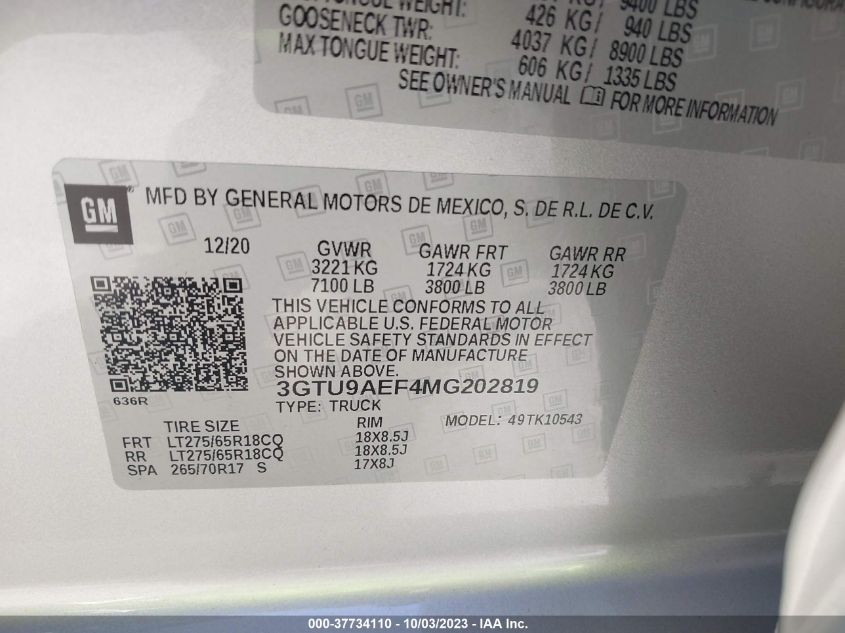 TONGUE WEIGHT: 9400 LBS
GOOSENECK TWR: 426 KG/ 940 LBS
MAX TONGUE WEIGHT: 4037 KG/ 8900 LBS
606 KG/ 1335 LBS
SEE OWNER'S MANUAL FOR MORE INFORMATION
GM
MFD BY GENERAL MOTORS DE MEXICO, S. DE R.L. DE C.V.
12/20 GVWR GAWR FRT GAWR RR
3221 KG 1724 KG 1724 KG
7100 LB 3800 LB 3800 LB
THIS VEHICLE CONFORMS TO ALL
APPLICABLE U.S. FEDERAL MOTOR
VEHICLE SAFETY STANDARDS IN EFFECT
ON THE DATE OF MANUFACTURE
SHOWN ABOVE.
3GTU9AEF4MG202819
636R
TYPE: TRUCK MODEL: 49TK10543
TIRE SIZE RIM
FRT LT275/65R18CQ 18X8.5J
RR LT275/65R18CQ 18X8.5J
SPA 265/70R17 S 17X8J
000-37734110 - 10/03/2023 - IAA Inc.